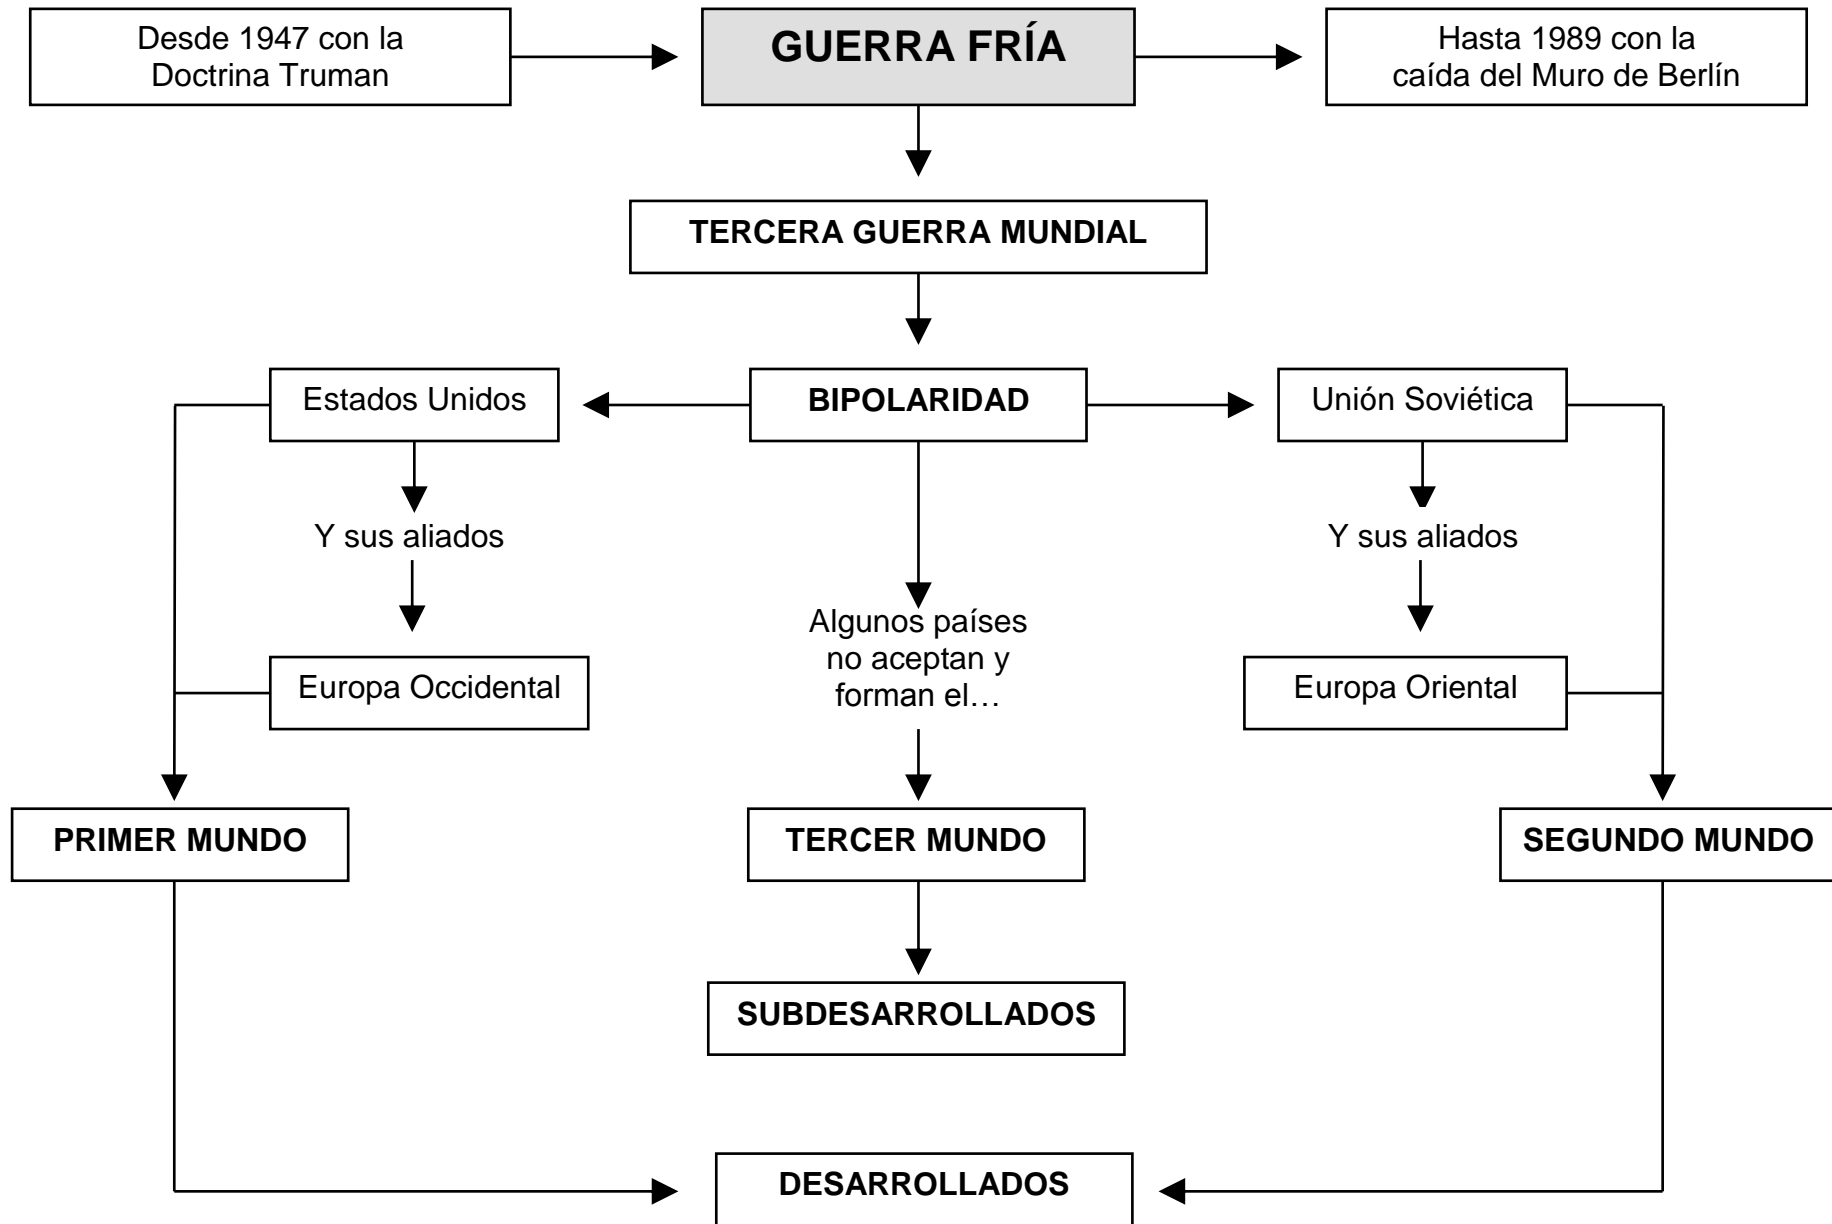 Desde 1947 con la
Doctrina Truman
GUERRA FRÍA
Hasta 1989 con la
caída del Muro de Berlín
TERCERA GUERRA MUNDIAL
Estados Unidos
BIPOLARIDAD
Unión Soviética
Y sus aliados
Y sus aliados
Algunos países
no aceptan y
forman el…
Europa Occidental
Europa Oriental
PRIMER MUNDO
TERCER MUNDO
SEGUNDO MUNDO
SUBDESARROLLADOS
DESARROLLADOS